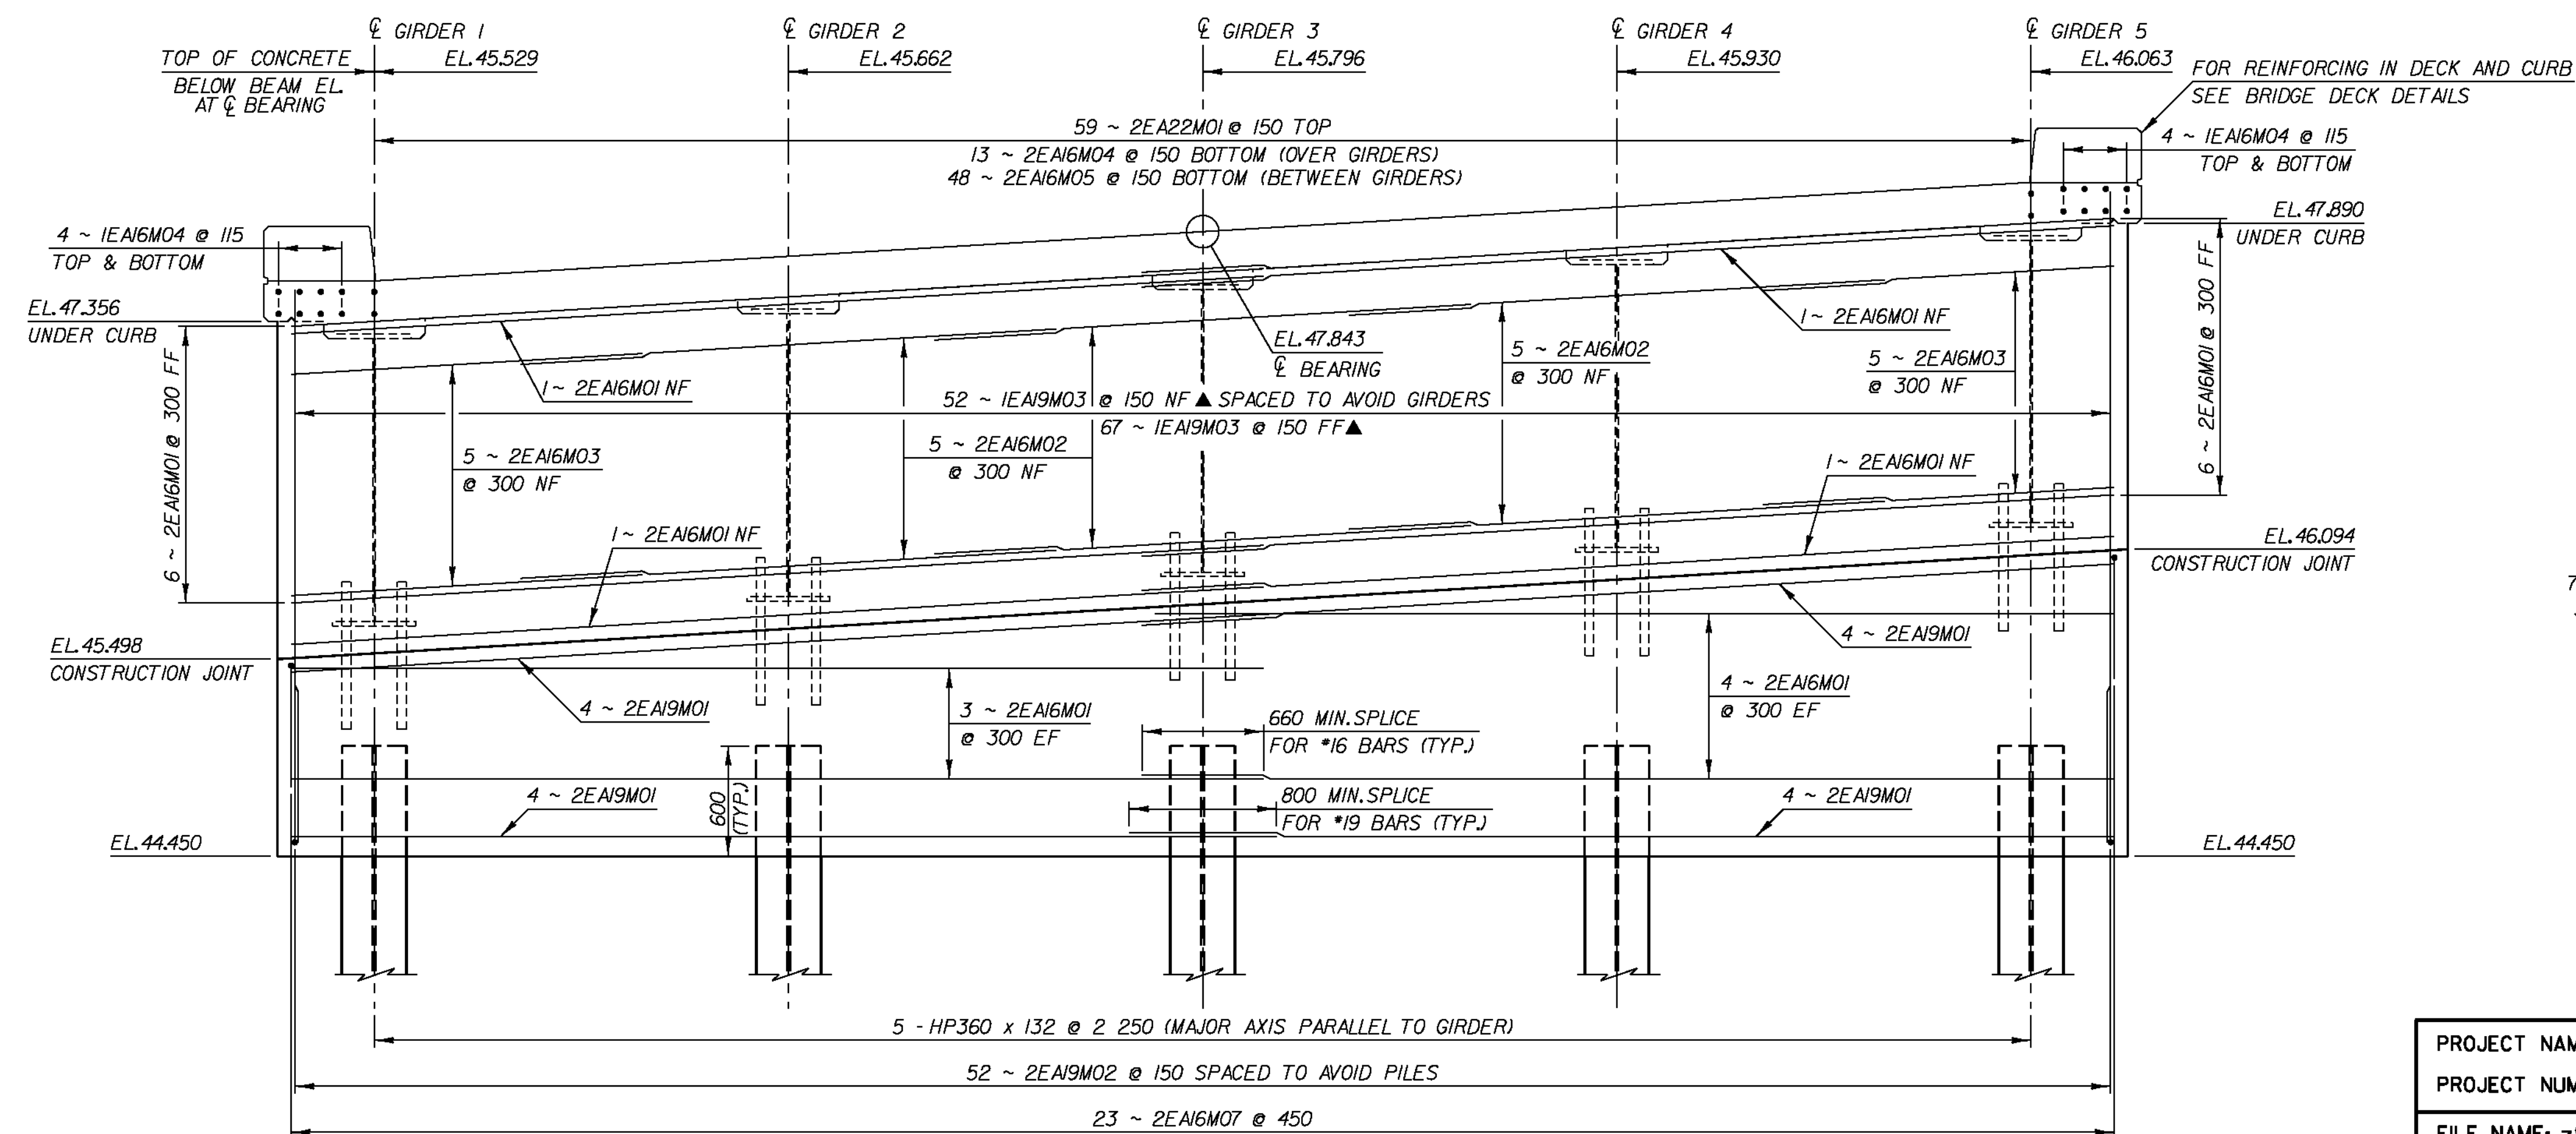 ℄ GIRDER 1
℄ GIRDER 2
℄ GIRDER 3
℄ GIRDER 4
℄ GIRDER 5
TOP OF CONCRETE
BELOW BEAM EL.
AT ℄ BEARING
EL. 45.529
EL. 45.662
EL. 45.796
EL. 45.930
EL. 46.063
FOR REINFORCING IN DECK AND CURB
SEE BRIDGE DECK DETAILS
59 ~ 2EA22M01 @ 150 TOP
13 ~ 2EA16M04 @ 150 BOTTOM (OVER GIRDERS)
48 ~ 2EA16M05 @ 150 BOTTOM (BETWEEN GIRDERS)
4 ~ 1EA16M04 @ 115
TOP & BOTTOM
4 ~ 1EA16M04 @ 115
TOP & BOTTOM
EL. 47.890
UNDER CURB
EL. 47.356
UNDER CURB
6 ~ 2EA16M01 @ 300 FF
1 ~ 2EA16M01 NF
EL. 47.843
℄ BEARING
1 ~ 2EA16M01 NF
5 ~ 2EA16M02
@ 300 NF
5 ~ 2EA16M03
@ 300 NF
6 ~ 2EA16M01 @ 300 FF
52 ~ 1EA19M03 @ 150 NF ▲ SPACED TO AVOID GIRDERS
67 ~ 1EA19M03 @ 150 FF▲
5 ~ 2EA16M03
@ 300 NF
5 ~ 2EA16M02
@ 300 NF
1 ~ 2EA16M01 NF
1 ~ 2EA16M01 NF
EL. 46.094
CONSTRUCTION JOINT
7
EL. 45.498
CONSTRUCTION JOINT
4 ~ 2EA19M01
4 ~ 2EA19M01
3 ~ 2EA16M01
@ 300 EF
4 ~ 2EA16M01
@ 300 EF
660 MIN. SPLICE
FOR #16 BARS (TYP.)
600
(TYP.)
4 ~ 2EA19M01
800 MIN. SPLICE
FOR #19 BARS (TYP.)
4 ~ 2EA19M01
EL. 44.450
EL. 44.450
5 - HP360 x 132 @ 2 250 (MAJOR AXIS PARALLEL TO GIRDER)
52 ~ 2EA19M02 @ 150 SPACED TO AVOID PILES
23 ~ 2EA16M07 @ 450
PROJECT NAM
PROJECT NUM
FILE NAME: